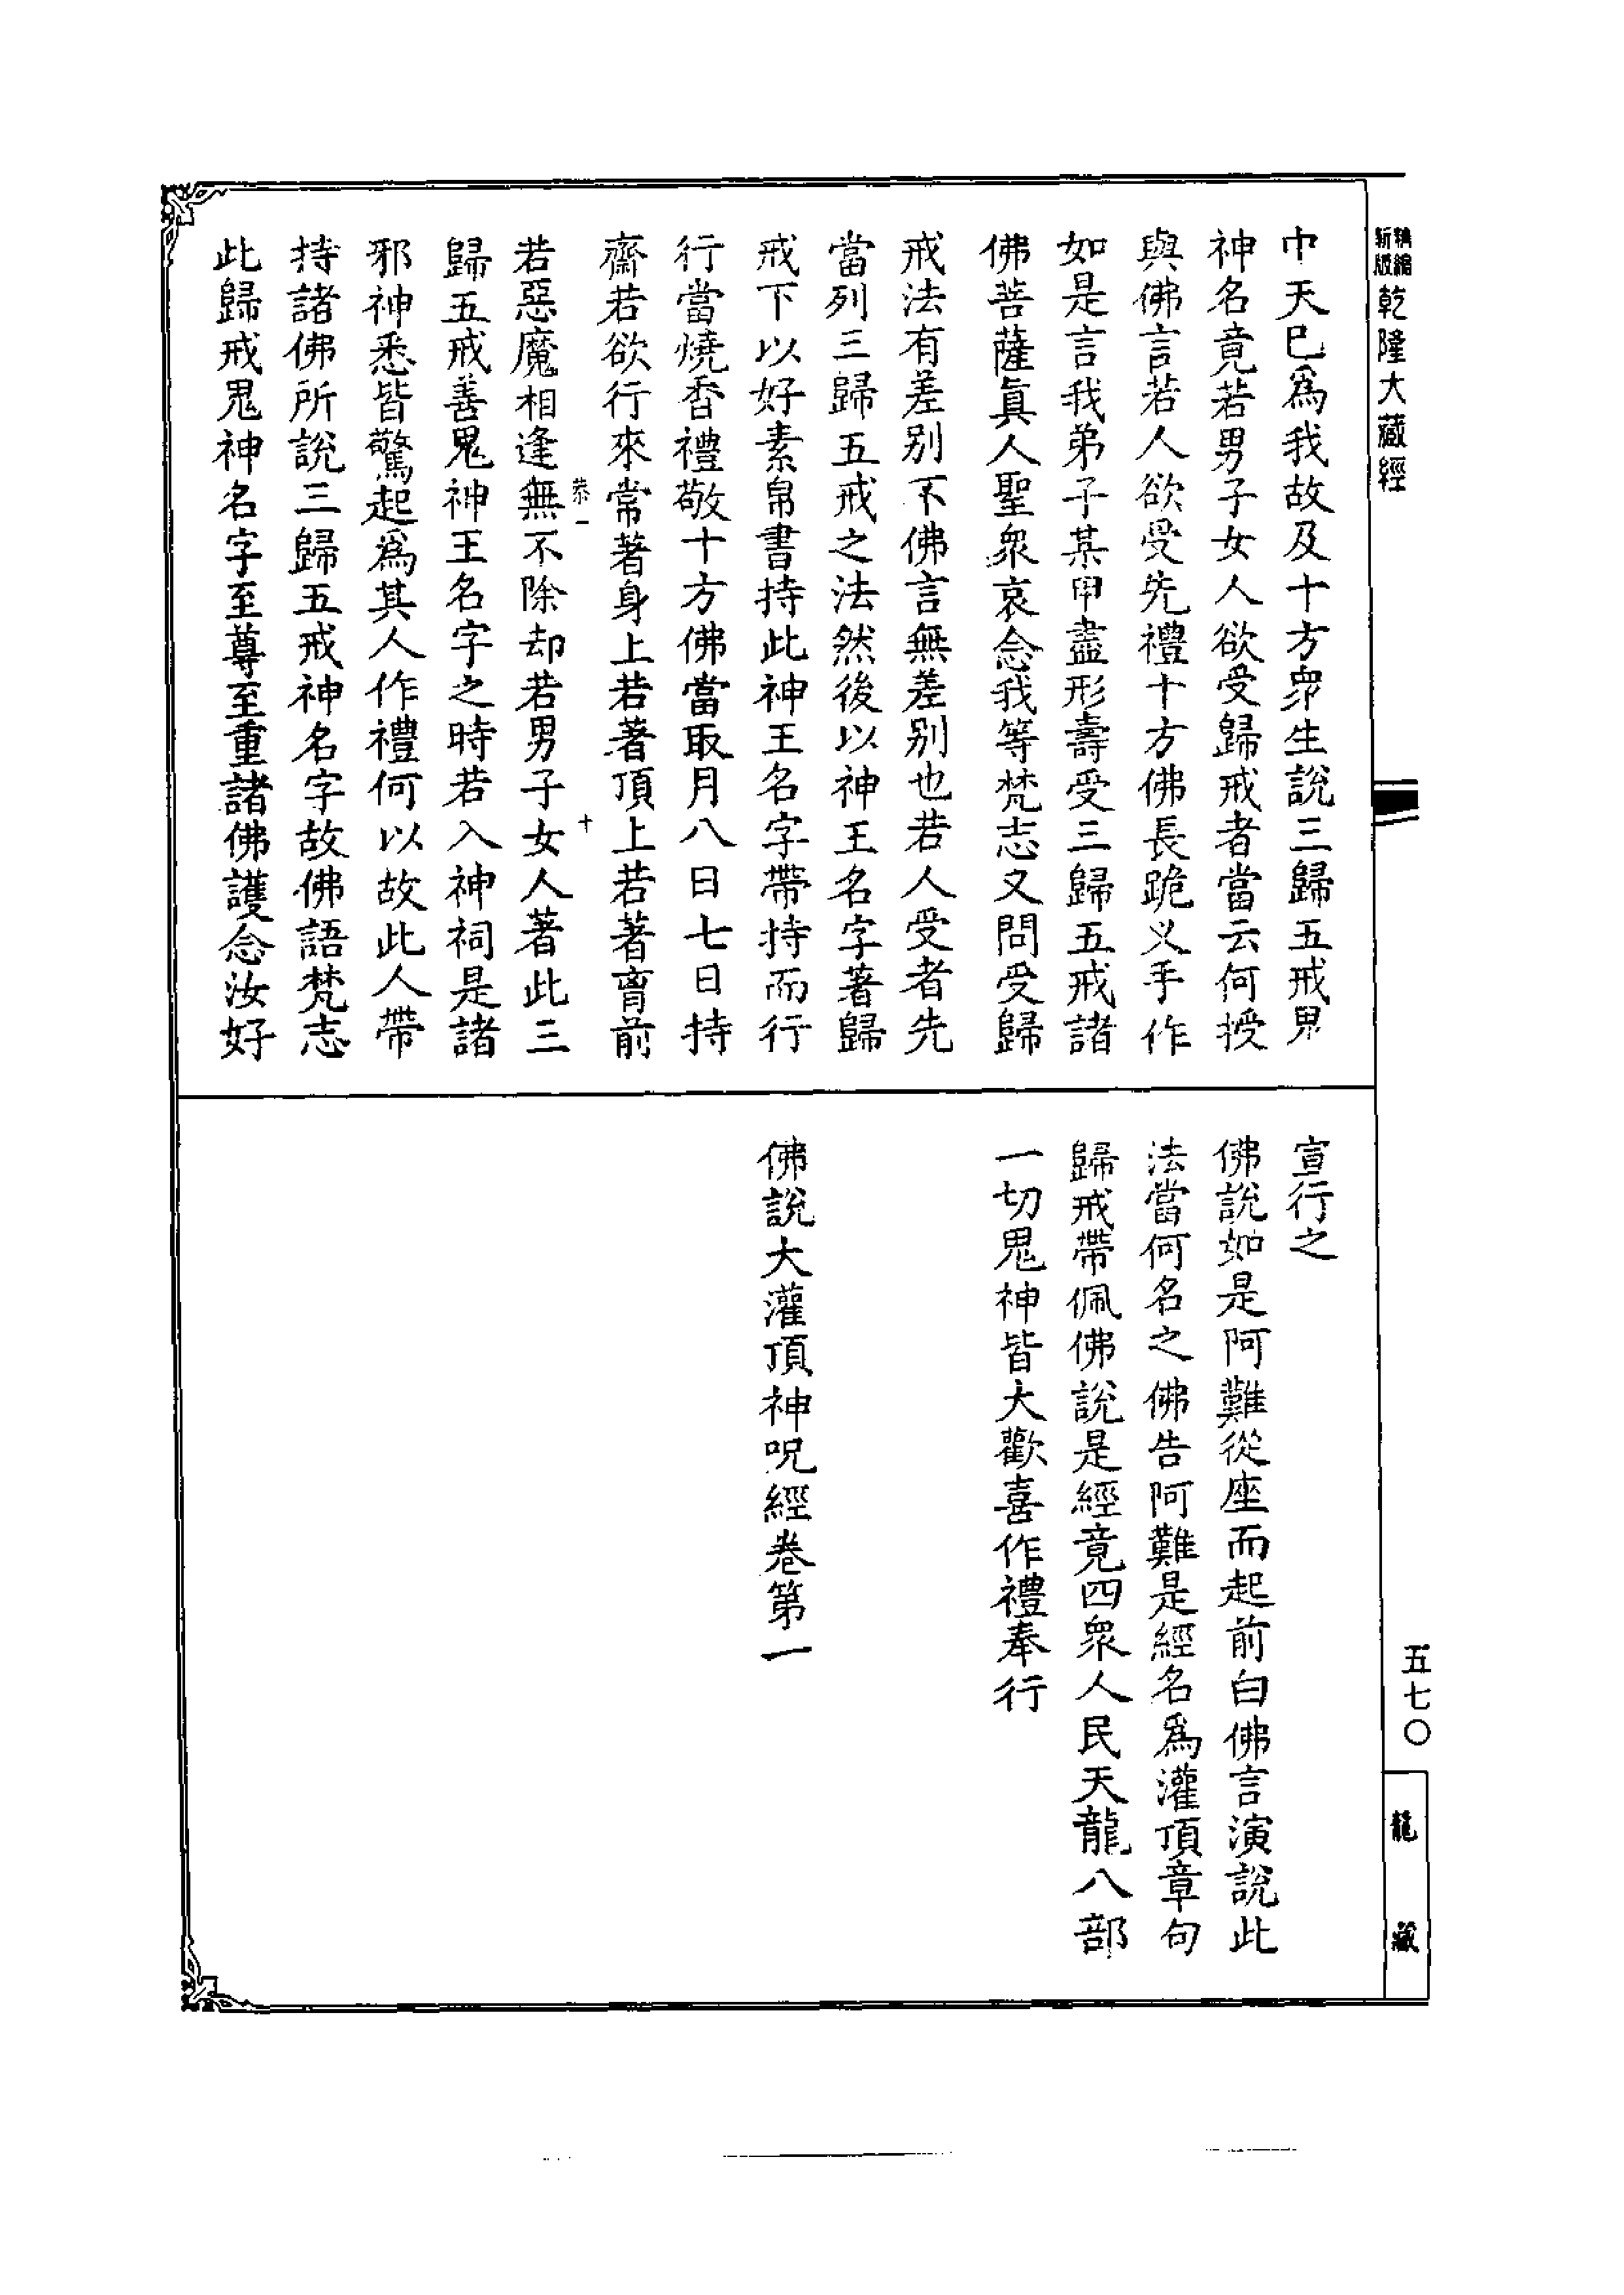 新編
新版
乾隆大藏經
中天已爲我故及十方衆生說三歸五戒鬼
神名竟若男子女人欲受歸戒者當云何授
與佛言若人欲受先禮十方佛長跪叉手作
如是言我弟子某甲盡形壽受三歸五戒諸
佛菩薩眞人聖衆哀念我等梵志又問受歸
戒法有差别不佛言無差别也若人受者先
當列三歸五戒之法然後以神王名字著歸
戒下以好素帛書持此神王名字帶持而行
行當燒香禮敬十方佛當取月八日七日持
齋若欲行來常著身上若著頂上若著胷前
恭一
十
若惡魔相逢無不除却若男子女人著此三
歸五戒善鬼神王名字之時若入神祠是諸
邪神悉皆驚起爲其人作禮何以故此人帶
持諸佛所說三歸五戒神名字故佛語梵志
此歸戒鬼神名字至尊至重諸佛護念汝好
宣行之
佛說如是阿難從座而起前白佛言演說此
法當何名之佛告阿難是經名爲灌頂章句
歸戒帶佩佛說是經竟四衆人民天龍八部
一切鬼神皆大歡喜作禮奉行
佛說大灌頂神呪經卷第一
五七〇
龍藏